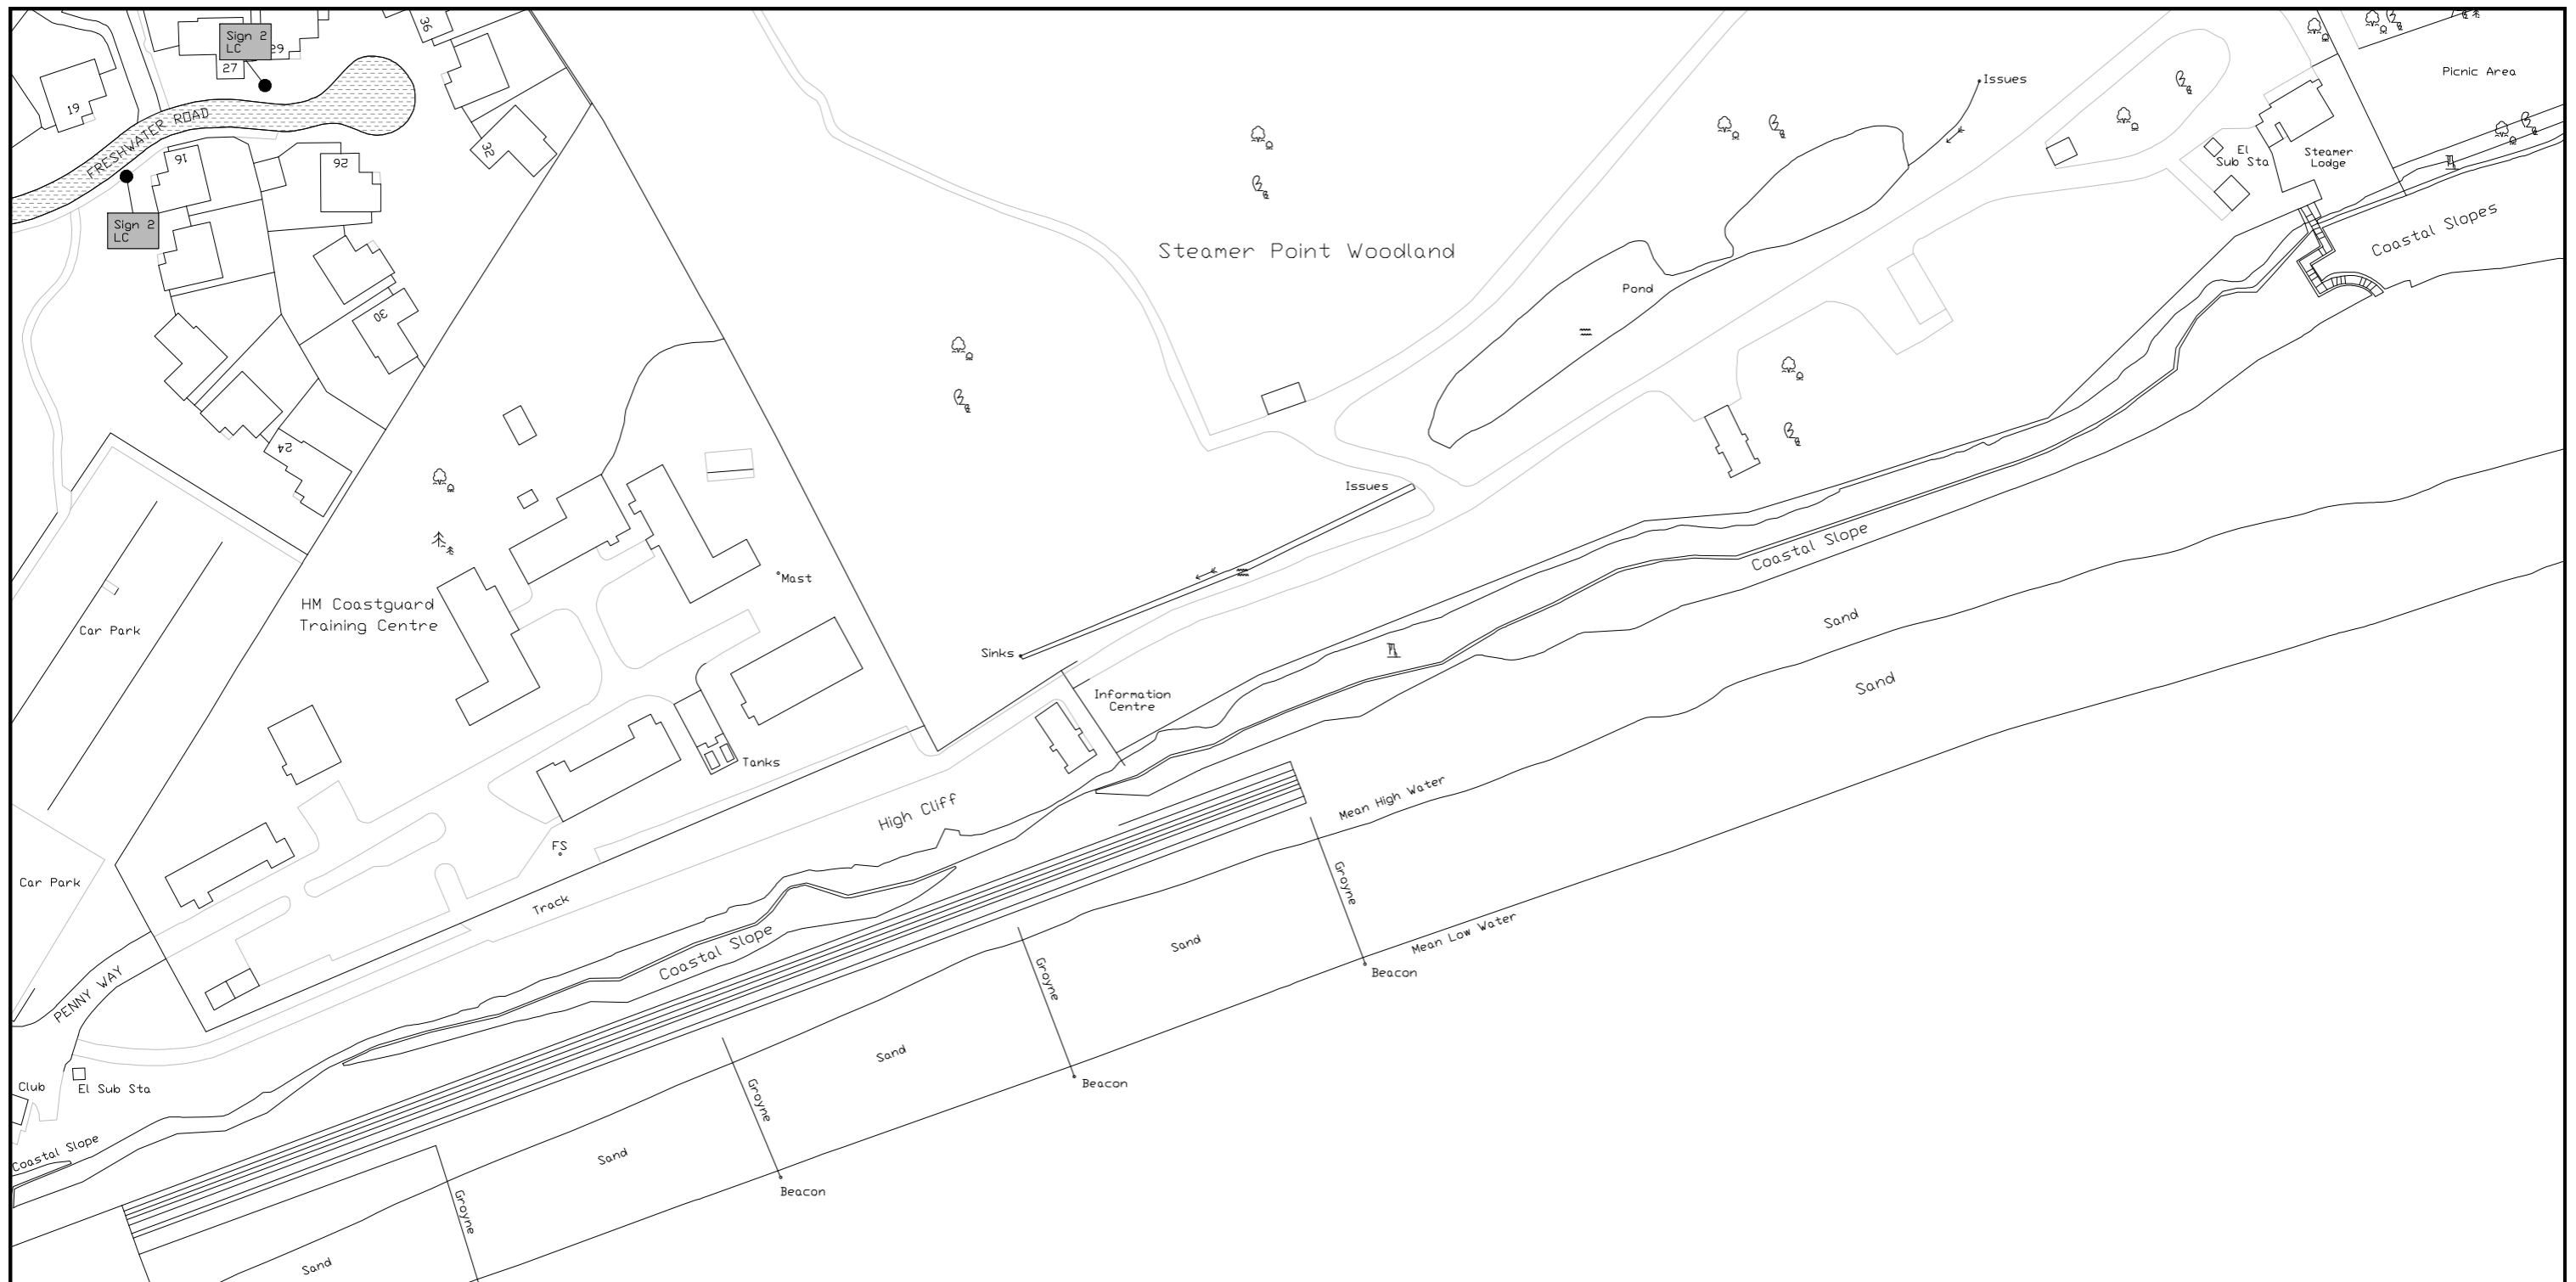 36
Sign 2
LC
29
27
19
FRESHWATER ROAD
16
26
32
Sign 2
LC
30
24
Issues
Picnic Area
El
Sub Sta
Steamer
Lodge
Coastal Slopes
Steamer Point Woodland
Pond
Issues
Coastal Slope
Mast
HM Coastguard
Training Centre
Car Park
Sand
Sinks
Sand
Information
Centre
Tanks
Mean High Water
High Cliff
FS
Car Park
Groyne
Track
Mean Low Water
Coastal Slope
Sand
Beacon
Groyne
PENNY WAY
Sand
Beacon
Club
El Sub Sta
Groyne
Coastal Slope
Sand
Beacon
Groyne
Sand